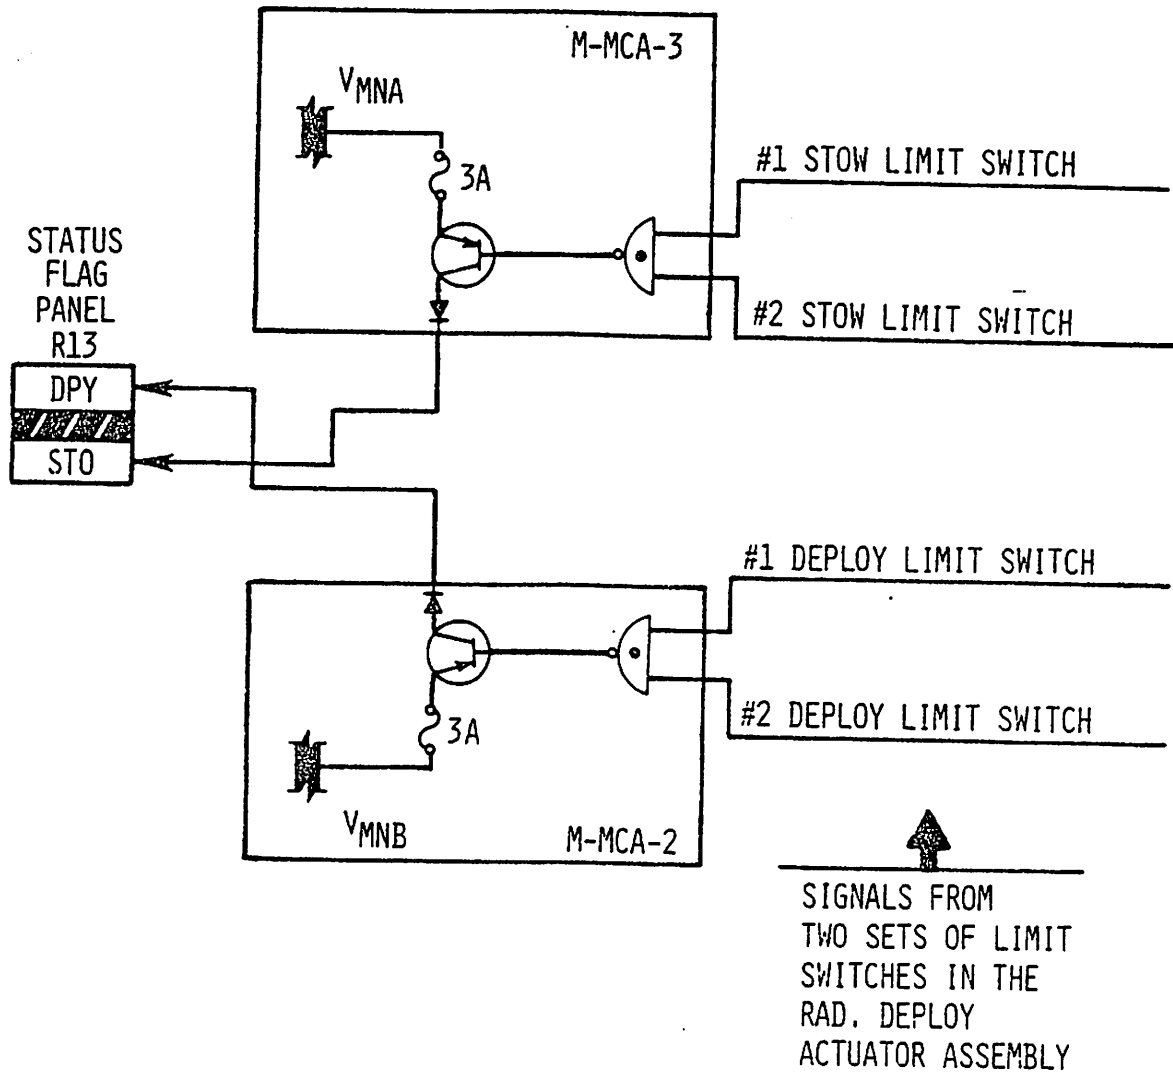 M-MCA-3
VMNA
3A
#1 STOW LIMIT SWITCH
#2 STOW LIMIT SWITCH
STATUS
FLAG
PANEL
R13
DPY
STO
#1 DEPLOY LIMIT SWITCH
#2 DEPLOY LIMIT SWITCH
3A
VMNB
M-MCA-2
SIGNALS FROM
TWO SETS OF LIMIT
SWITCHES IN THE
RAD. DEPLOY
ACTUATOR ASSEMBLY